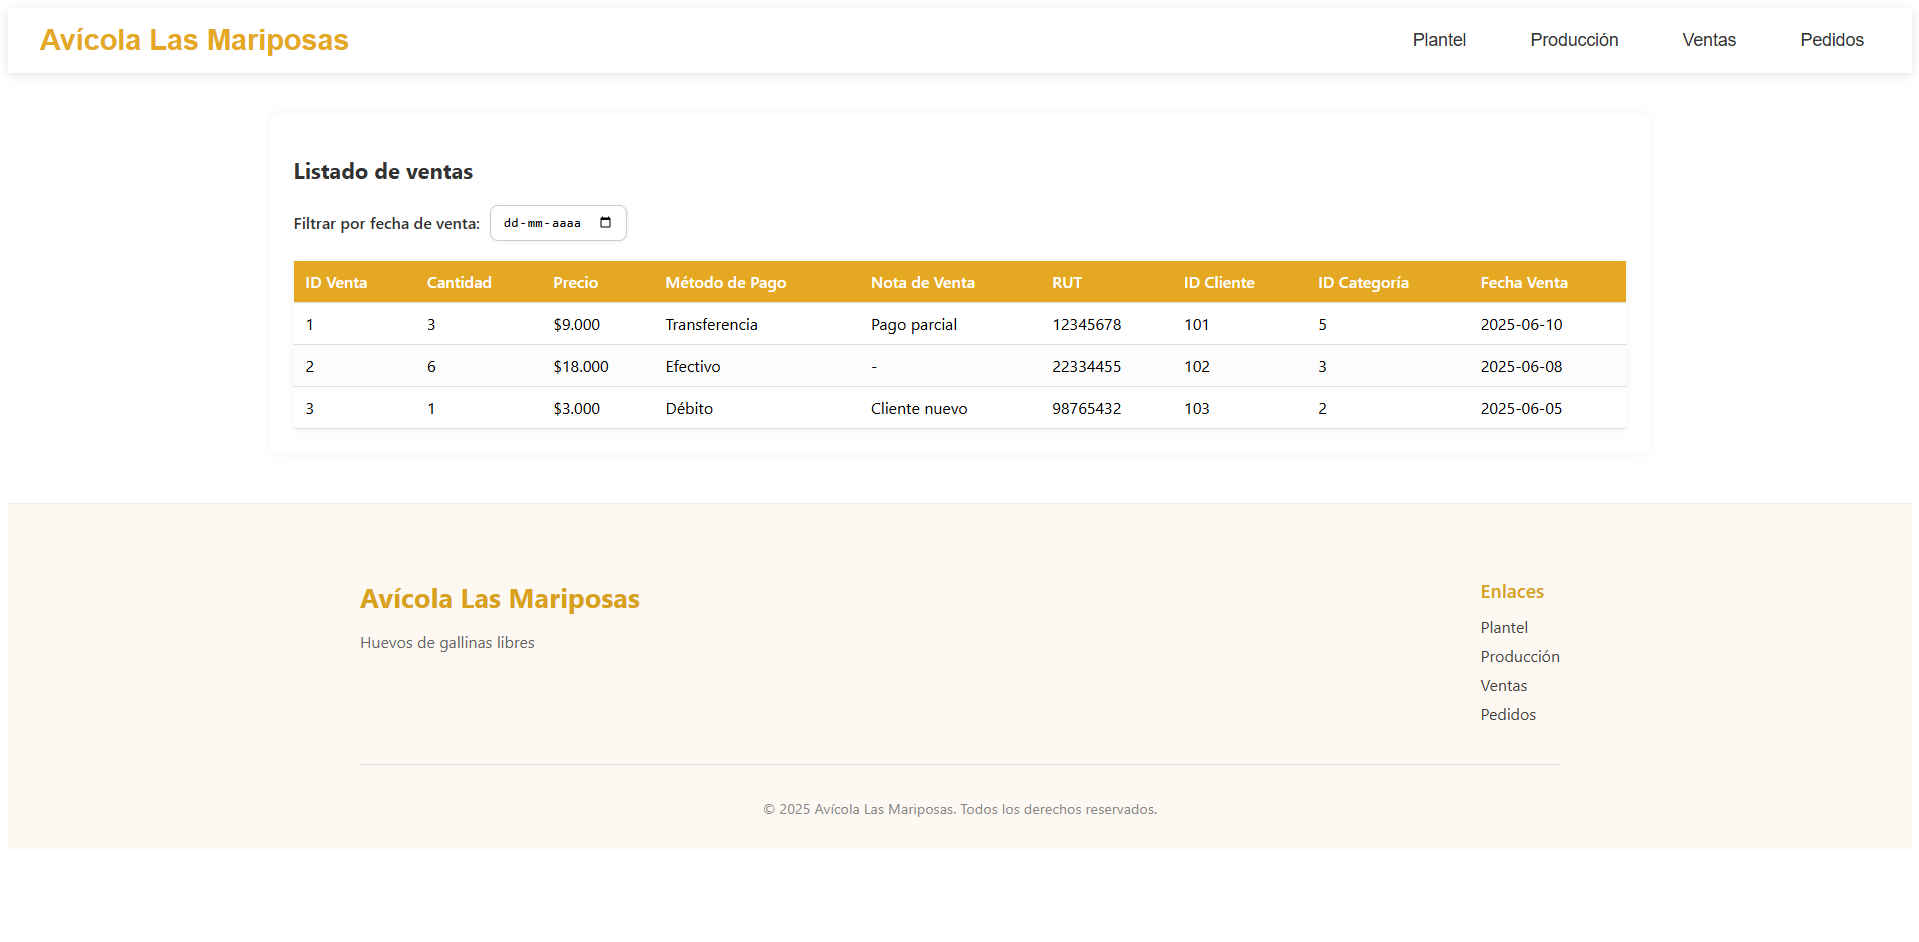 Avícola Las Mariposas Plantel Producción Ventas Pedidos
Listado de ventas
Filtrar por fecha de venta: dd-mm-aaaa
ID Venta Cantidad Precio Método de Pago Nota de Venta RUT ID Cliente ID Categoría Fecha Venta
1 3 $9.000 Transferencia Pago parcial 12345678 101 5 2025-06-10
2 6 $18.000 Efectivo - 22334455 102 3 2025-06-08
3 1 $3.000 Débito Cliente nuevo 98765432 103 2 2025-06-05
Avícola Las Mariposas
Huevos de gallinas libres
Enlaces
Plantel
Producción
Ventas
Pedidos
© 2025 Avícola Las Mariposas. Todos los derechos reservados.